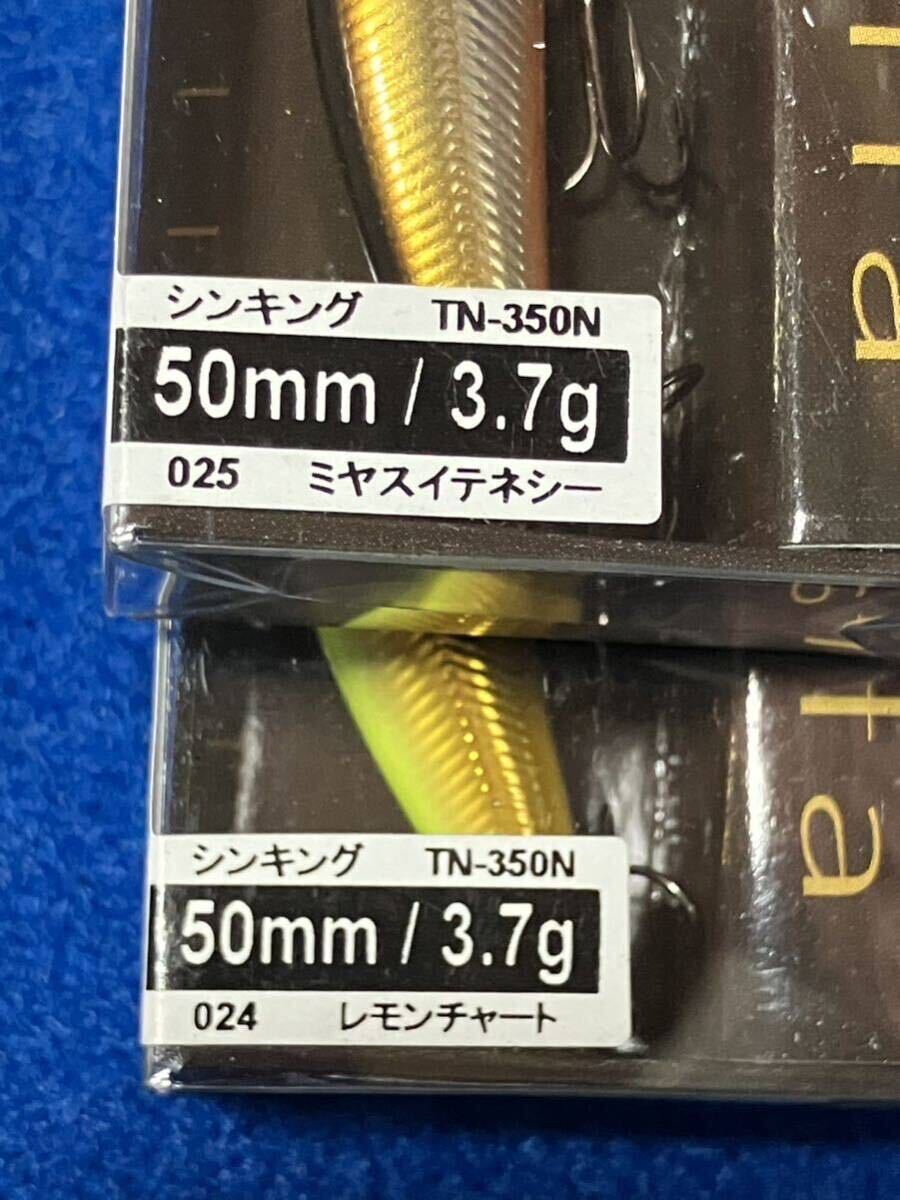 シンキング TN-350N
50mm / 3.7g
025 ミヤスイテネシー
シンキング TN-350N
50mm / 3.7g
024 レモンチャート